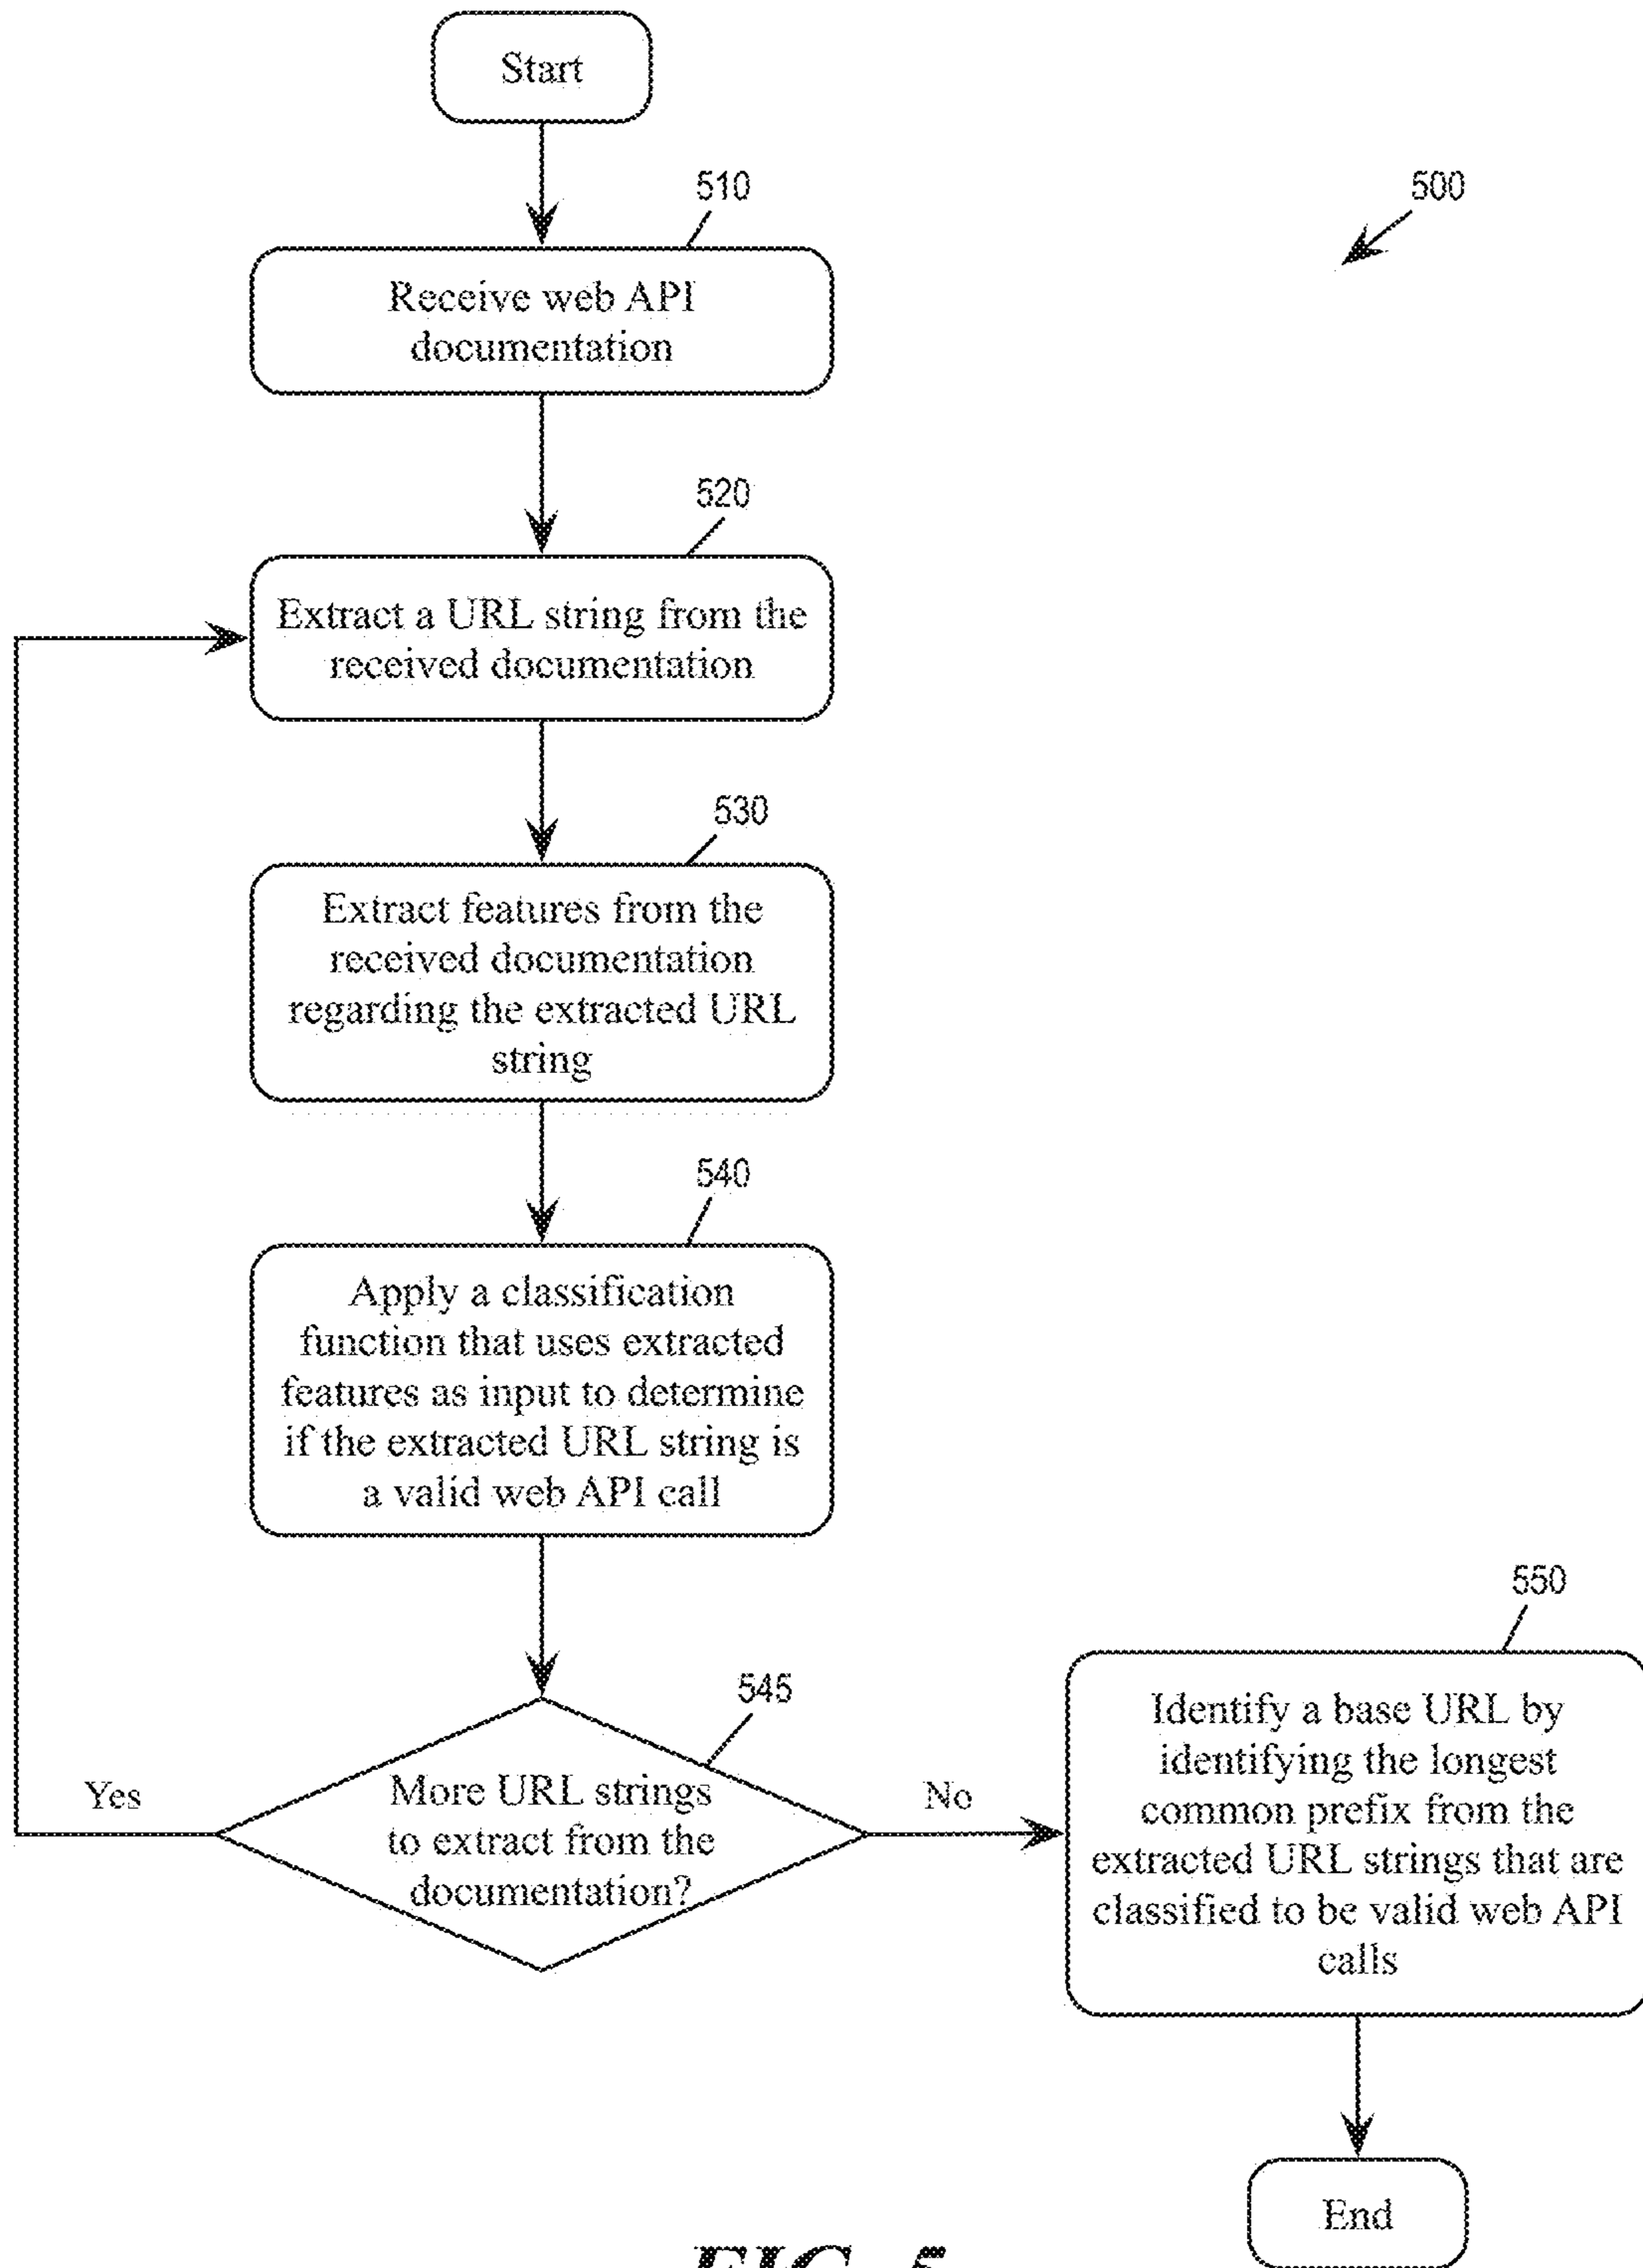 Start
510
500
Receive web API
documentation
520
Extract a URL string from the
received documentation
530
Extract features from the
received documentation
regarding the extracted URL
string
540
Apply a classification
function that uses extracted
features as input to determine
if the extracted URL string is
a valid web API call
545
More URL strings
to extract from the
documentation?
Yes
No
550
Identify a base URL by
identifying the longest
common prefix from the
extracted URL strings that are
classified to be valid web API
calls
End
FIG. 5